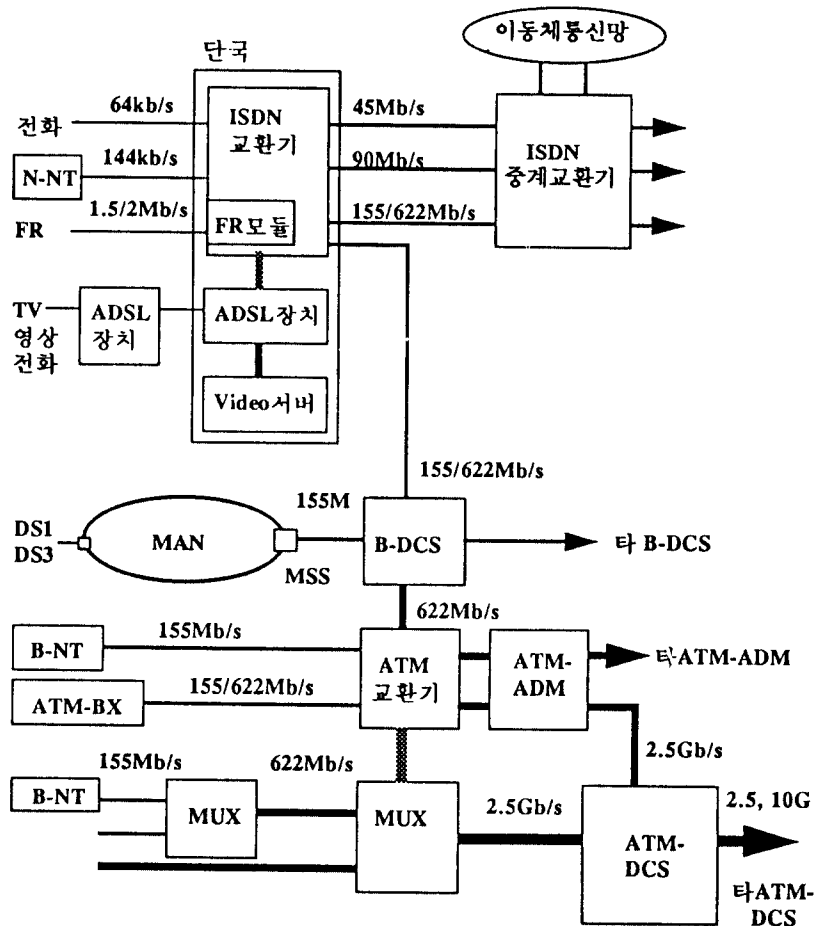 이동체통신망
단국
전화
64kb/s
ISDN
교환기
45Mb/s
ISDN
중계교환기
N-NT
144kb/s
90Mb/s
FR
1.5/2Mb/s
FR모듈
155/622Mb/s
TV
영상
전화
ADSL
장치
ADSL장치
Video서버
155/622Mb/s
DS1
DS3
MAN
155M
MSS
B-DCS
타 B-DCS
622Mb/s
B-NT
155Mb/s
ATM
교환기
ATM-
ADM
타ATM-ADM
ATM-BX
155/622Mb/s
2.5Gb/s
B-NT
155Mb/s
MUX
622Mb/s
MUX
2.5Gb/s
ATM-
DCS
2.5, 10G
타ATM-
DCS